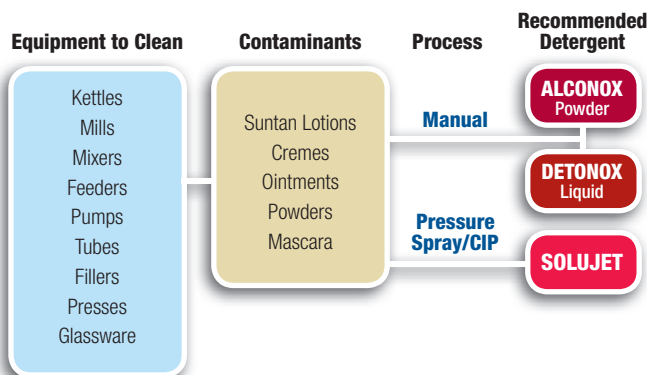 Equipment to Clean
Contaminants
Process
Recommended
Detergent
Kettles
Mills
Mixers
Feeders
Pumps
Tubes
Fillers
Presses
Glassware
Suntan Lotions
Cremes
Ointments
Powders
Mascara
Manual
Pressure
Spray/CIP
ALCONOX
Powder
DETONOX
Liquid
SOLUJET